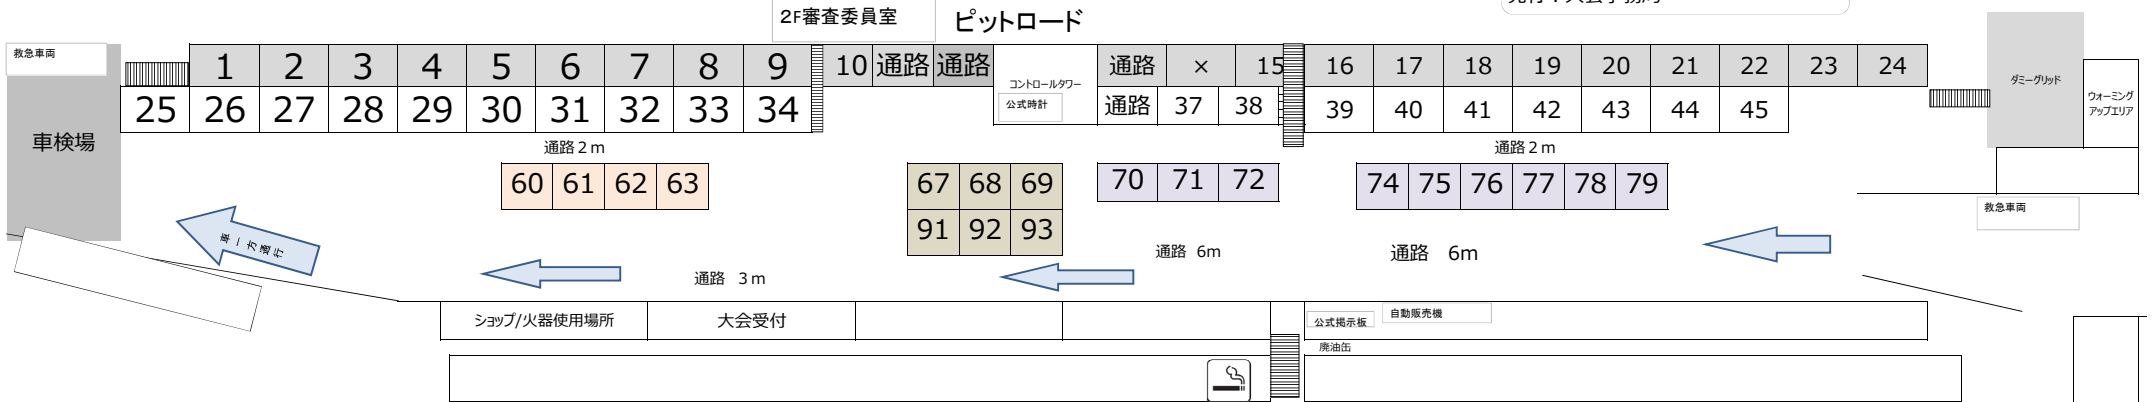 2F審査委員室
ピットロード
救急車両
1 2 3 4 5 6 7 8 9 10 通路 通路
コントロールタワー
公式時計
通路 × 15 16 17 18 19 20 21 22 23 24
ダミーグリッド
ウォーミング
アップエリア
25 26 27 28 29 30 31 32 33 34
通路 37 38 39 40 41 42 43 44 45
車検場
通路2m
通路2m
60 61 62 63
67 68 69
70 71 72
74 75 76 77 78 79
91 92 93
救急車両
車一方通行
通路 6m
通路 6m
通路 3m
ショップ/火器使用場所
大会受付
公式掲示板
自動販売機
廃油缶